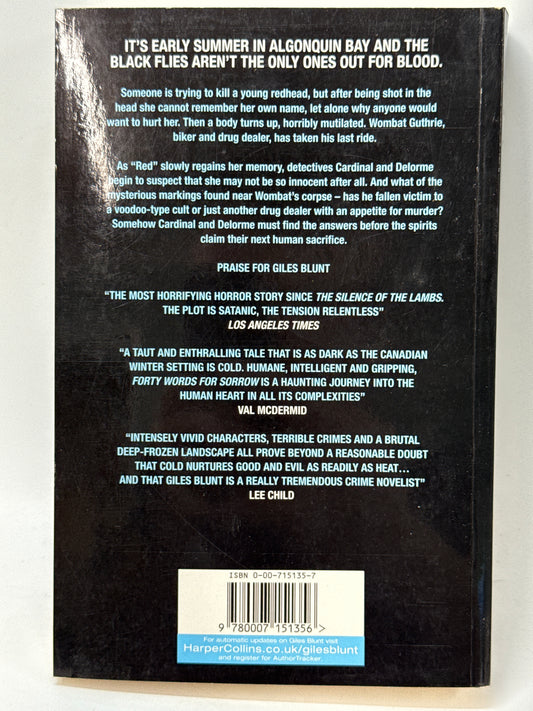 IT'S EARLY SUMMER IN ALGONQUIN BAY AND THE
BLACK FLIES AREN'T THE ONLY ONES OUT FOR BLOOD.
Someone is trying to kill a young redhead, but after being shot in the
head she cannot remember her own name, let alone why anyone would
want to hurt her. Then a body turns up, horribly mutilated. Wombat Guthrie,
biker and drug dealer, has taken his last ride.
As "Red" slowly regains her memory, detectives Cardinal and Delorme
begin to suspect that she may not be so innocent after all. And what of the
mysterious markings found near Wombat's corpse – has he fallen victim to
a voodoo-type cult or just another drug dealer with an appetite for murder?
Somehow Cardinal and Delorme must find the answers before the spirits
claim their next human sacrifice.
PRAISE FOR GILES BLUNT
"THE MOST HORRIFYING HORROR STORY SINCE THE SILENCE OF THE LAMBS.
THE PLOT IS SATANIC, THE TENSION RELENTLESS"
LOS ANGELES TIMES
"A TAUT AND ENTHRALLING TALE THAT IS AS DARK AS THE CANADIAN
WINTER SETTING IS COLD. HUMANE, INTELLIGENT AND GRIPPING,
FORTY WORDS FOR SORROW IS A HAUNTING JOURNEY INTO THE
HUMAN HEART IN ALL ITS COMPLEXITIES"
VAL MCDERMID
"INTENSELY VIVID CHARACTERS, TERRIBLE CRIMES AND A BRUTAL
DEEP-FROZEN LANDSCAPE ALL PROVE BEYOND A REASONABLE DOUBT
THAT COLD NURTURES GOOD AND EVIL AS READILY AS HEAT...
AND THAT GILES BLUNT IS A REALLY TREMENDOUS CRIME NOVELIST"
LEE CHILD
ISBN 0-00-715135-7
9 780007 151356 >
For automatic updates on Giles Blunt visit
HarperCollins.co.uk/gilesblunt
and register for AuthorTracker.